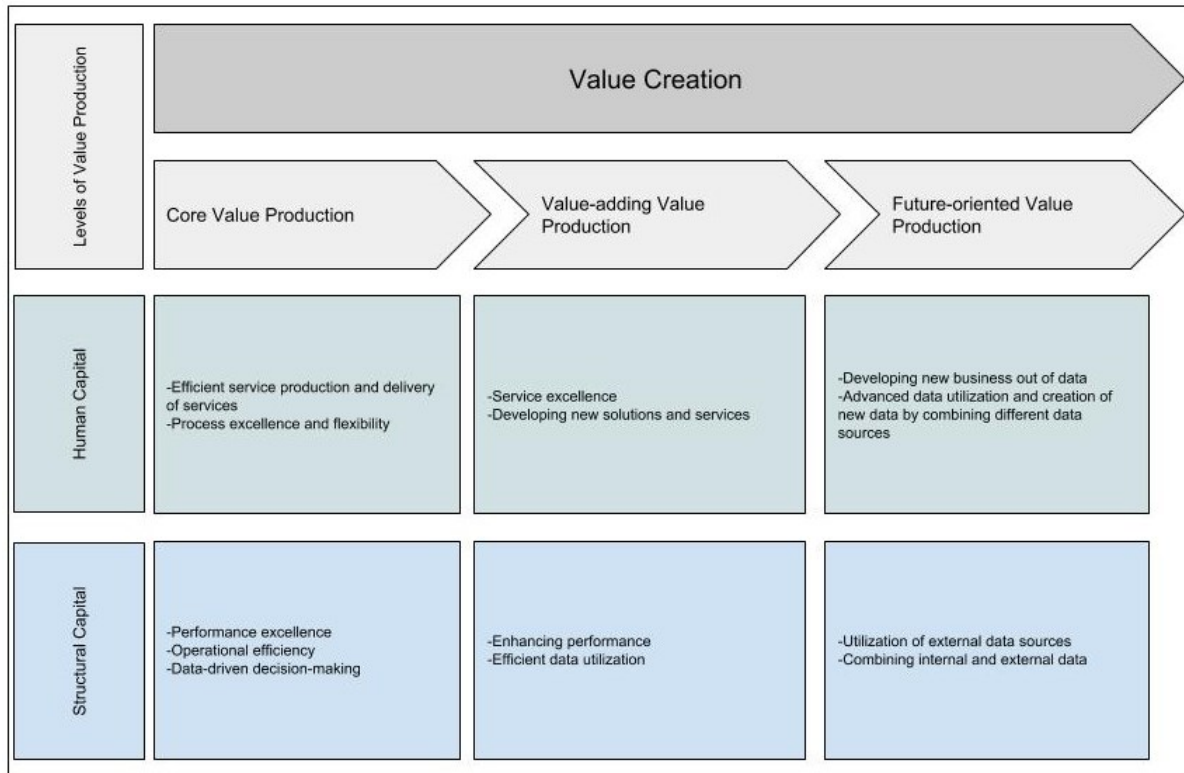 Levels of Value Production
Value Creation
Core Value Production
Value-adding Value
Production
Future-oriented Value
Production
Human Capital
-Efficient service production and delivery
of services
-Process excellence and flexibility
-Service excellence
-Developing new solutions and services
-Developing new business out of data
-Advanced data utilization and creation of
new data by combining different data
sources
Structural Capital
-Performance excellence
-Operational efficiency
-Data-driven decision-making
-Enhancing performance
-Efficient data utilization
-Utilization of external data sources
-Combining internal and external data